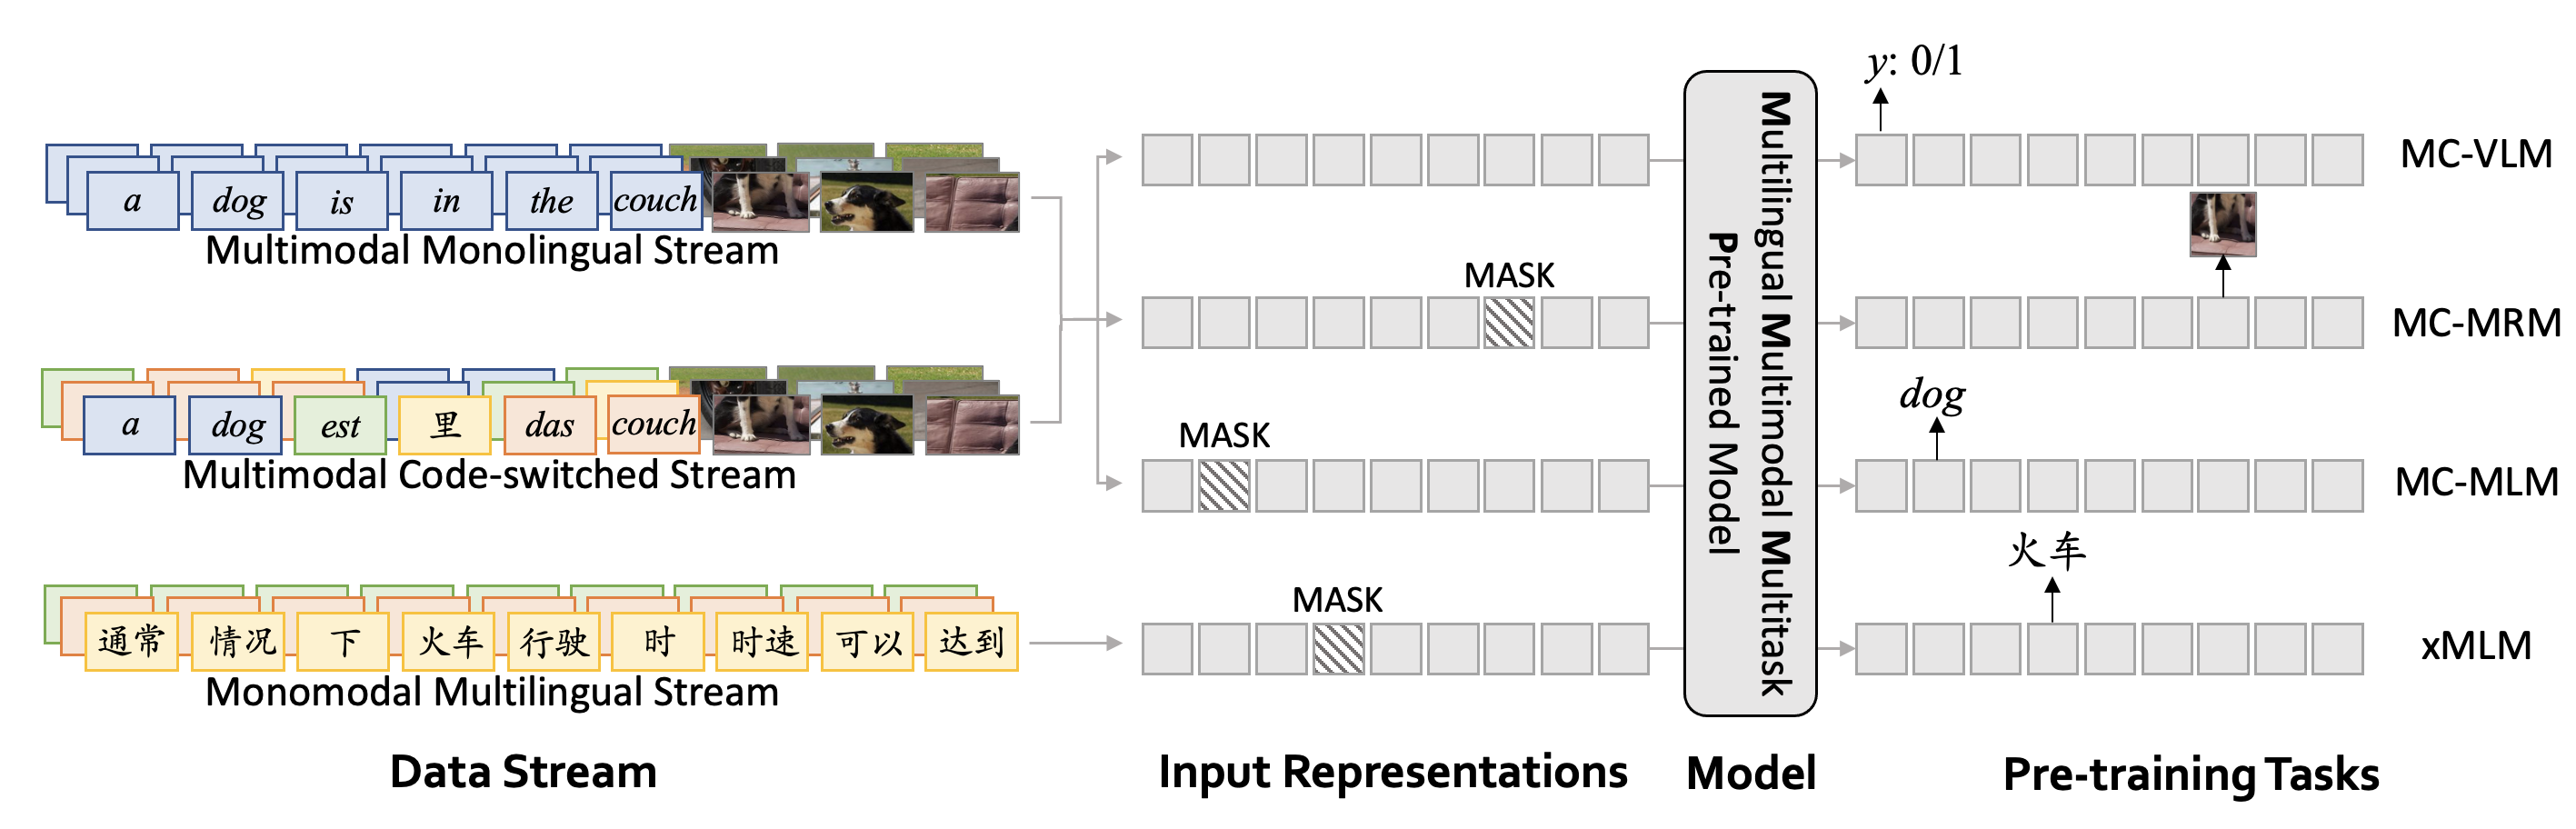 a dog is in the couch
Multimodal Monolingual Stream
a dog est 里 das couch
Multimodal Code-switched Stream
通常 情况 下 火车 行驶 时 时速 可以 达到
Monomodal Multilingual Stream
Data Stream
MASK
MASK
MASK
Input Representations
Multilingual Multimodal Multitask
Pre-trained Model
Model
y: 0/1
MC-VLM
MC-MRM
dog
MC-MLM
火车
xMLM
Pre-training Tasks